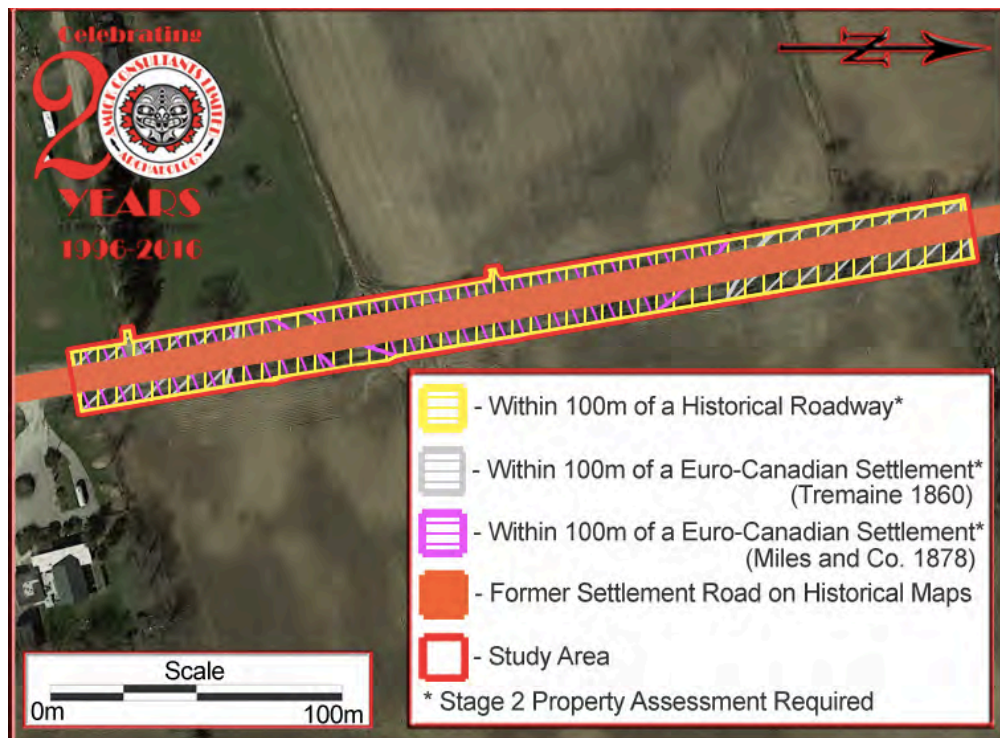 Celebrating
20
AMICK CONSULTANTS LIMITED
ARCHAEOLOGY
YEARS
1996-2016
N
- Within 100m of a Historical Roadway*
- Within 100m of a Euro-Canadian Settlement*
(Tremaine 1860)
- Within 100m of a Euro-Canadian Settlement*
(Miles and Co. 1878)
- Former Settlement Road on Historical Maps
- Study Area
* Stage 2 Property Assessment Required
Scale
0m 100m